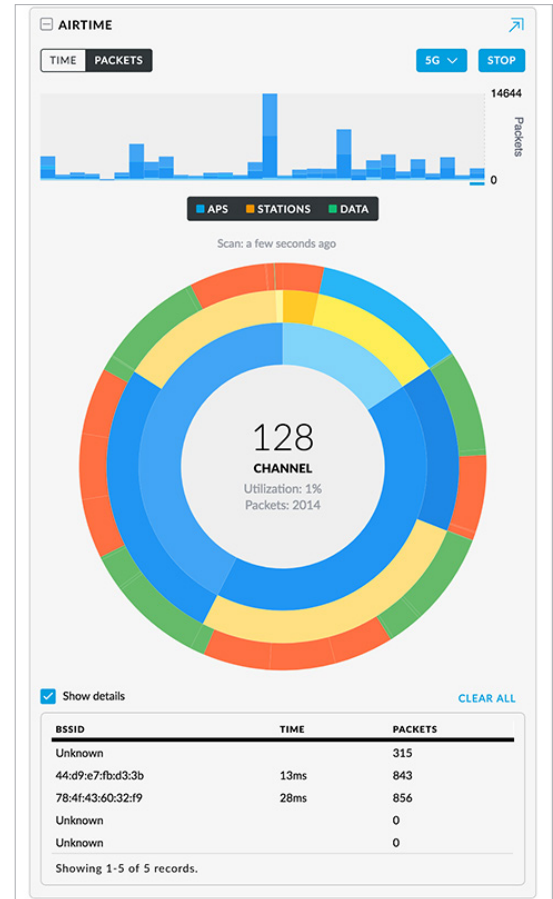 AIRTIME
TIME PACKETS 5G STOP
14644
Packets
0
APS STATIONS DATA
Scan: a few seconds ago
128
CHANNEL
Utilization: 1%
Packets: 2014
Show details
CLEAR ALL
BSSID TIME PACKETS
Unknown 315
44:d9:e7:fb:d3:3b 13ms 843
78:4f:43:60:32:f9 28ms 856
Unknown 0
Unknown 0
Showing 1-5 of 5 records.